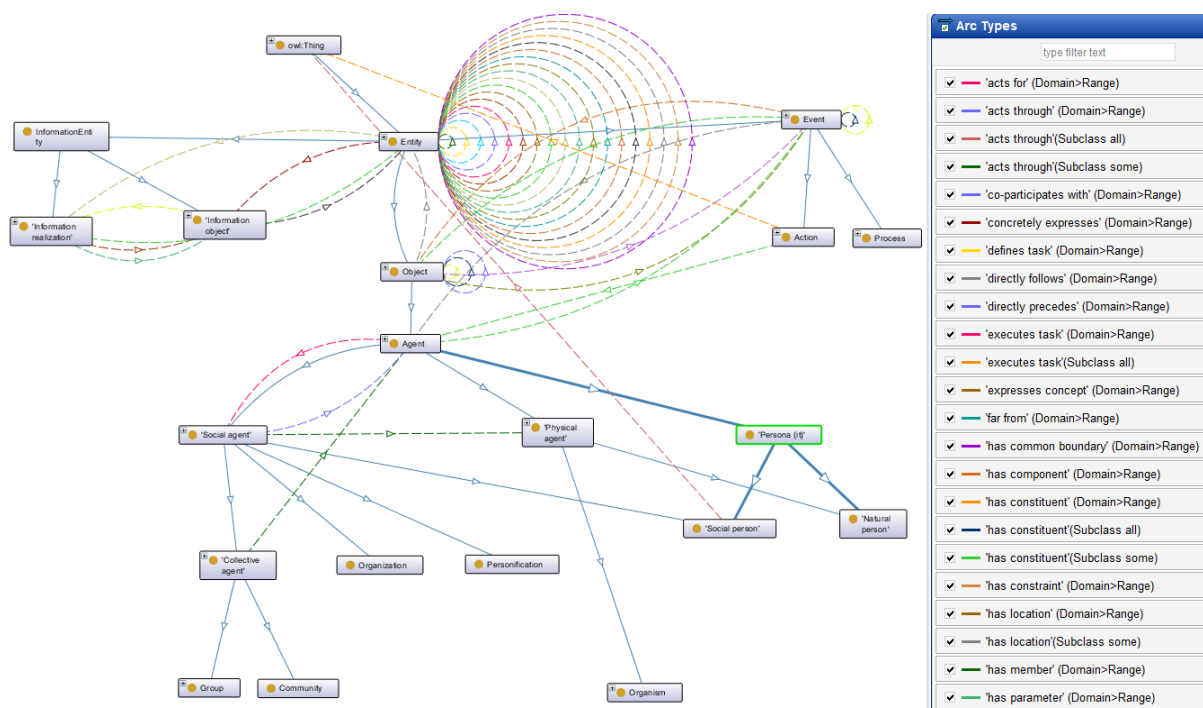 owl:Thing
Arc Types
type filter text
'acts for' (Domain>Range)
'acts through' (Domain>Range)
'acts through'(Subclass all)
'acts through'(Subclass some)
'co-participates with' (Domain>Range)
'concretely expresses' (Domain>Range)
'defines task' (Domain>Range)
'directly follows' (Domain>Range)
'directly precedes' (Domain>Range)
'executes task' (Domain>Range)
'executes task'(Subclass all)
'expresses concept' (Domain>Range)
'far from' (Domain>Range)
'has common boundary' (Domain>Range)
'has component' (Domain>Range)
'has constituent' (Domain>Range)
'has constituent'(Subclass all)
'has constituent'(Subclass some)
'has constraint' (Domain>Range)
'has location' (Domain>Range)
'has location'(Subclass some)
'has member' (Domain>Range)
'has parameter' (Domain>Range)
InformationEnti
ty
Entity
Event
'Information
realization'
'Information
object'
Action
Process
Object
Agent
'Social agent'
'Physical
agent'
'Persona {it}'
'Social person'
'Natural
person'
'Collective
agent'
Organization
Personification
Group
Community
Organism